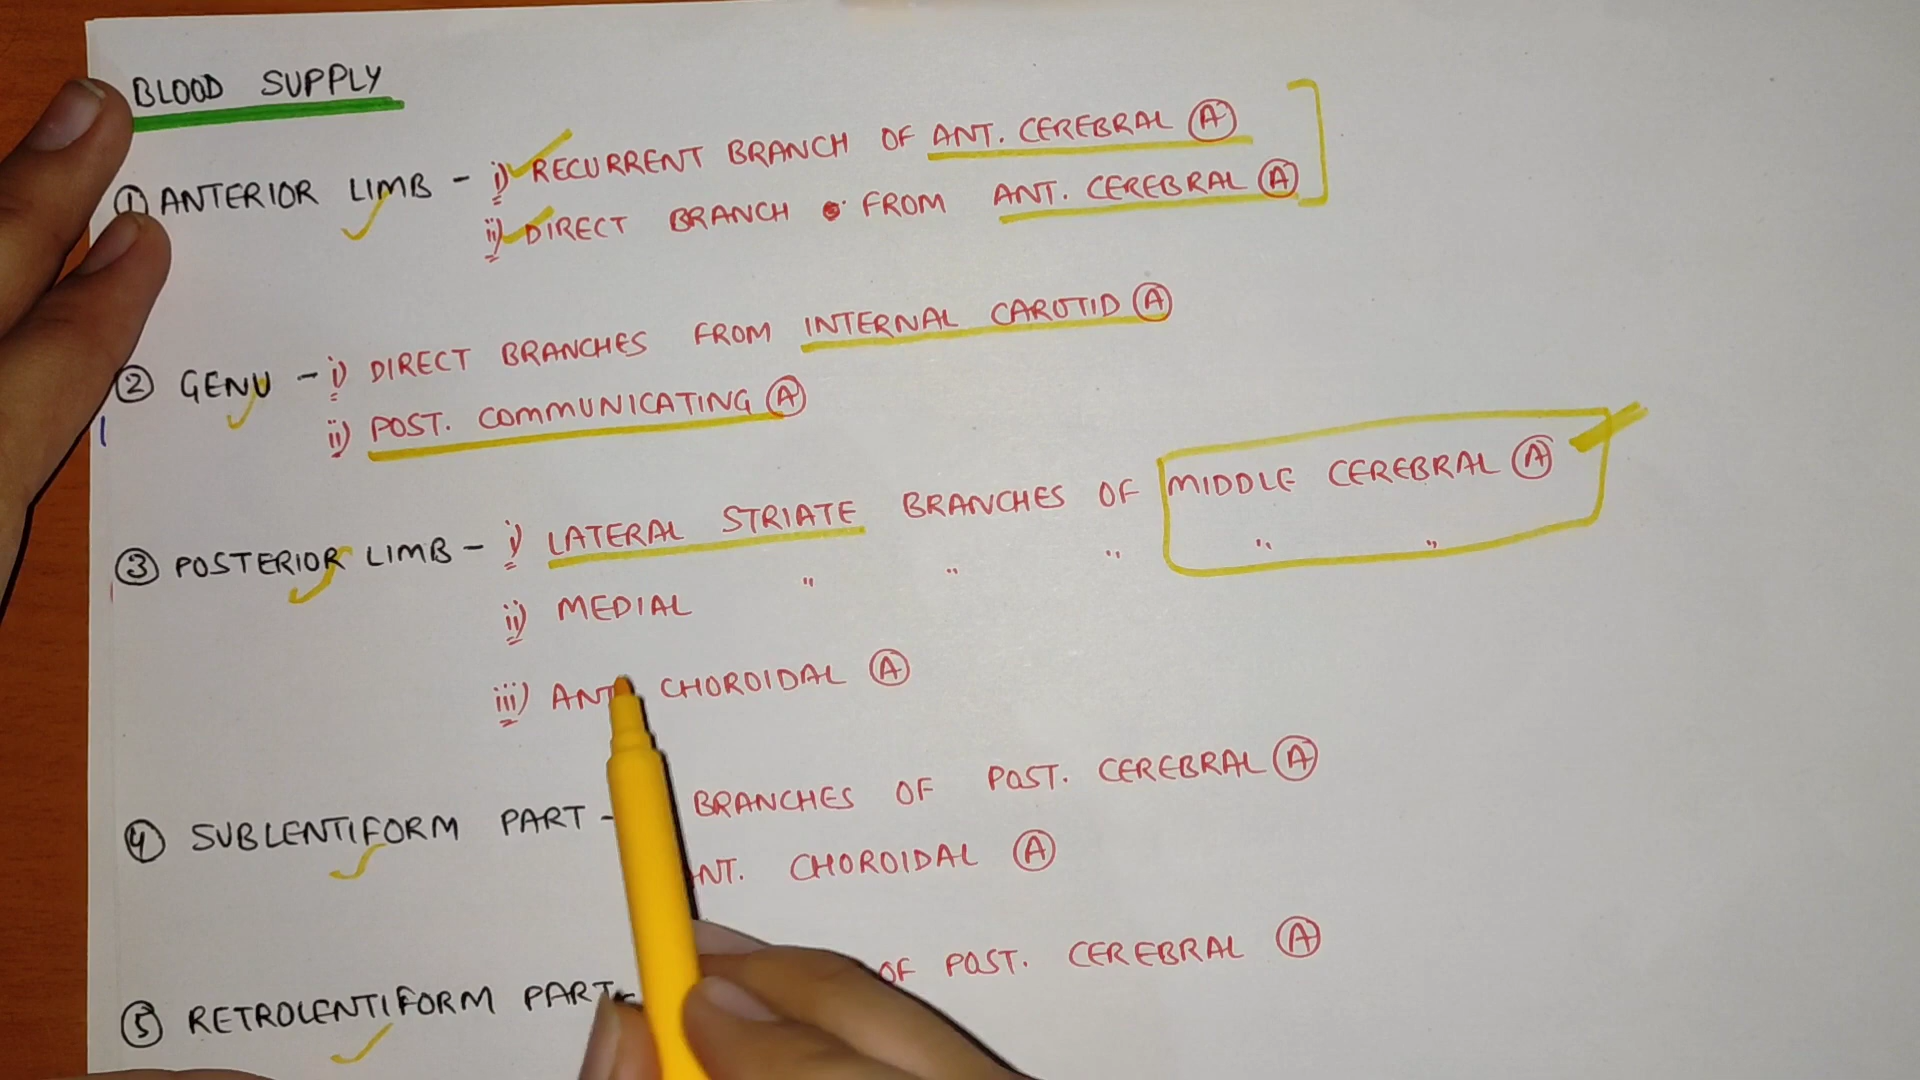 BLOOD SUPPLY
① ANTERIOR LIMB - i) RECURRENT BRANCH OF ANT. CEREBRAL Ⓐ
ii) DIRECT BRANCH FROM ANT. CEREBRAL Ⓐ
② GENU - i) DIRECT BRANCHES FROM INTERNAL CAROTID Ⓐ
ii) POST. COMMUNICATING Ⓐ
③ POSTERIOR LIMB - i) LATERAL STRIATE BRANCHES OF MIDDLE CEREBRAL Ⓐ
ii) MEDIAL " " " " "
iii) ANT. CHOROIDAL Ⓐ
④ SUBLENTIFORM PART - BRANCHES OF POST. CEREBRAL Ⓐ
CHOROIDAL Ⓐ
⑤ RETROLENTIFORM PART - OF POST. CEREBRAL Ⓐ